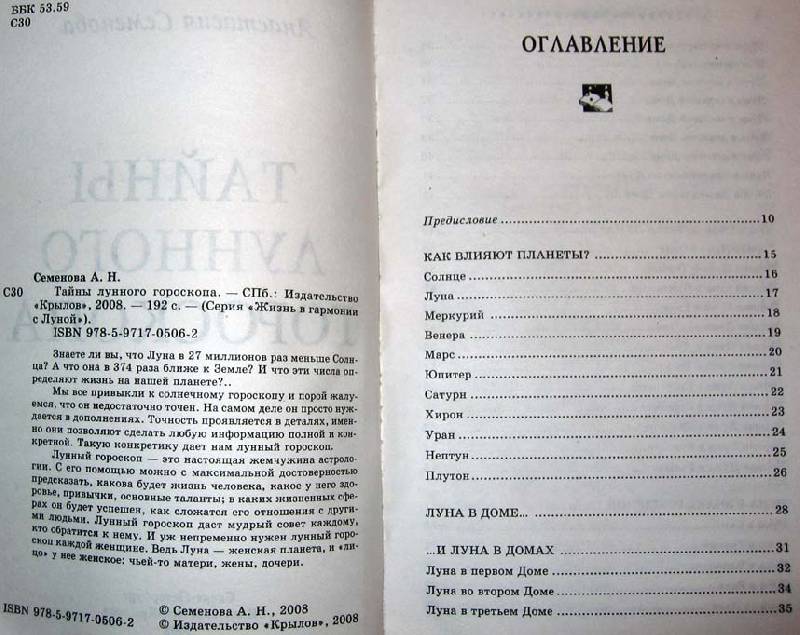 ББК 53.59
С30
Семенова А. Н.
С30 Тайны лунного гороскопа. — СПб.: Издательство
«Крылов», 2008. — 192 с. — (Серия «Жизнь в гармонии
с Луной»).
ISBN 978-5-9717-0506-2
Знаете ли вы, что Луна в 27 миллионов раз меньше Солн-
ца? А что она в 374 раза ближе к Земле? И что эти числа оп-
ределяют жизнь на нашей планете?..
Мы все привыкли к солнечному гороскопу и порой жалу-
емся, что он недостаточно точен. На самом деле он просто нуж-
дается в дополнениях. Точность проявляется в деталях, имен-
но они позволяют сделать любую информацию полной и кон-
кретной. Такую конкретику дает нам лунный гороскоп.
Лунный гороскоп — это настоящая жемчужина астроло-
гии. С его помощью можно с максимальной достоверностью
предсказать, какова будет жизнь человека, какое у него здо-
ровье, привычки, основные таланты; в каких жизненных сфе-
рах он будет успешен, как сложатся его отношения с други-
ми людьми. Лунный гороскоп даст мудрый совет каждому,
кто обратится к нему. И уж непременно нужен лунный горо-
скоп каждой женщине. Ведь Луна — женская планета, и «ли-
цо» у нее женское: чьей-то матери, жены, дочери.
ISBN 978-5-9717-0506-2
© Семенова А. Н., 2008
© Издательство «Крылов», 2008
ОГЛАВЛЕНИЕ
Предисловие 10
КАК ВЛИЯЮТ ПЛАНЕТЫ? 15
Солнце 16
Луна 17
Меркурий 18
Венера 19
Марс 20
Юпитер 21
Сатурн 22
Хирон 23
Уран 24
Нептун 25
Плутон 26
ЛУНА В ДОМЕ... 28
...И ЛУНА В ДОМАХ 31
Луна в первом Доме 32
Луна во втором Доме 34
Луна в третьем Доме 35